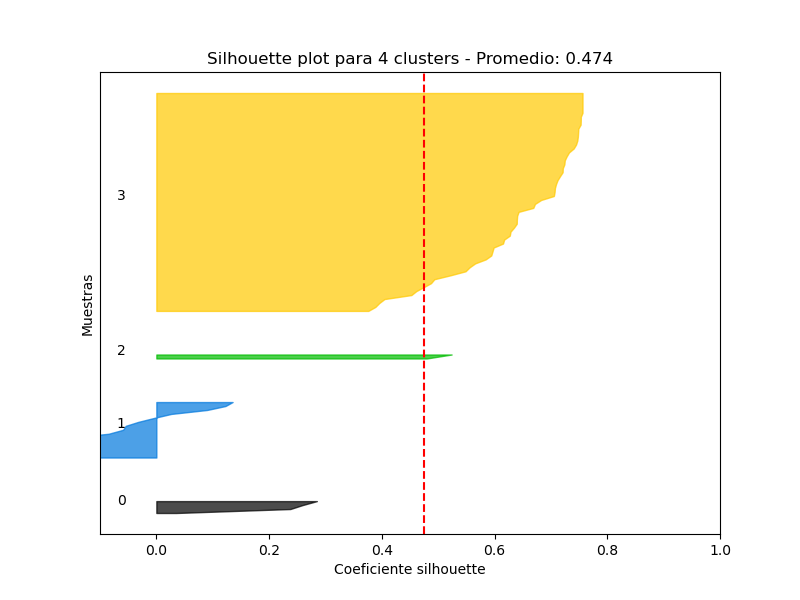 Silhouette plot para 4 clusters - Promedio: 0.474
3
2
1
0
Muestras
0.0 0.2 0.4 0.6 0.8 1.0
Coeficiente silhouette